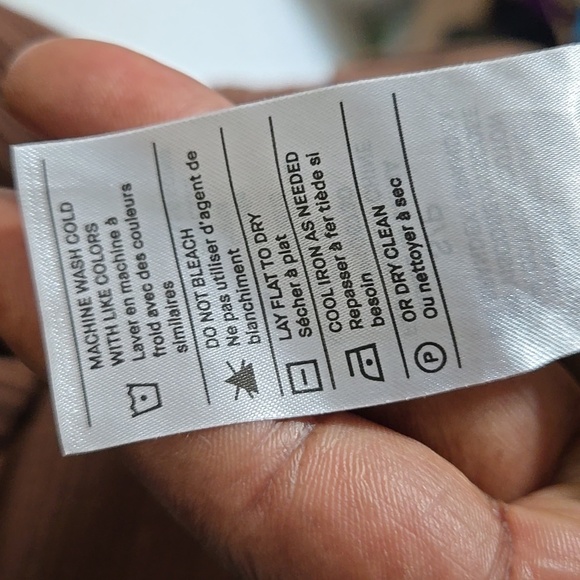 MACHINE WASH COLD
WITH LIKE COLORS
Laver en machine à
froid avec des couleurs
similaires
DO NOT BLEACH
Ne pas utiliser d'agent de
blanchiment
LAY FLAT TO DRY
Sécher à plat
COOL IRON AS NEEDED
Repasser à fer tiède si
besoin
OR DRY CLEAN
Ou nettoyer à sec
P